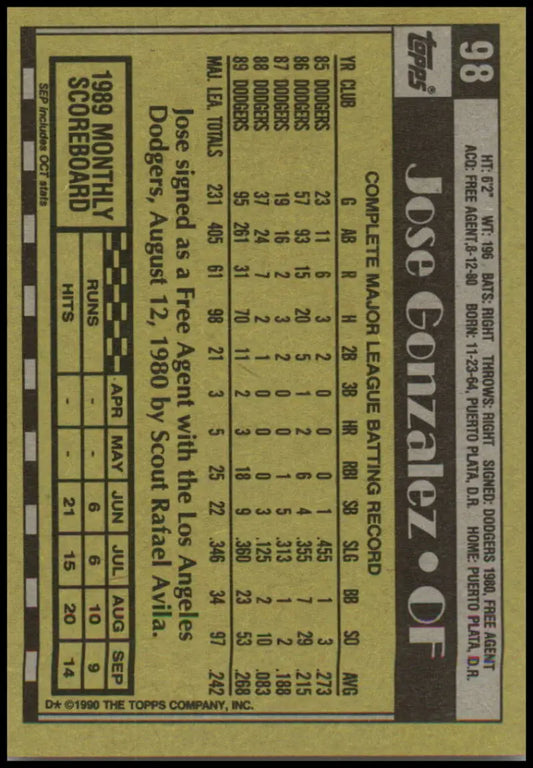 98
HT: 6'2" WT: 196 BATS: RIGHT THROWS: RIGHT SIGNED: DODGERS 1980, FREE AGENT
ACQ: FREE AGENT, 8-12-80 BORN: 11-23-64, PUERTO PLATA, D.R. HOME: PUERTO PLATA, D.R.
topps®
Jose Gonzalez • OF
COMPLETE MAJOR LEAGUE BATTING RECORD
YR CLUB G AB R H 2B 3B HR RBI SB SLG BB SO AVG
85 DODGERS 23 11 6 3 2 0 0 0 1 .455 1 3 .273
86 DODGERS 57 93 15 20 5 1 2 6 4 .355 7 29 .215
87 DODGERS 19 16 2 3 2 0 0 1 5 .313 1 2 .188
88 DODGERS 37 24 7 2 1 0 0 0 3 .125 2 10 .083
89 DODGERS 95 261 31 70 11 2 3 18 9 .360 23 53 .268
MAJ. LEA. TOTALS 231 405 61 98 21 3 5 25 22 .346 34 97 .242
Jose signed as a Free Agent with the Los Angeles
Dodgers, August 12, 1980 by Scout Rafael Avila.
1989 MONTHLY
SCOREBOARD
APR MAY JUN JUL AUG SEP
RUNS - - 6 6 10 9
HITS - - 21 15 20 14
SEP includes OCT stats
D* ©1990 THE TOPPS COMPANY, INC.